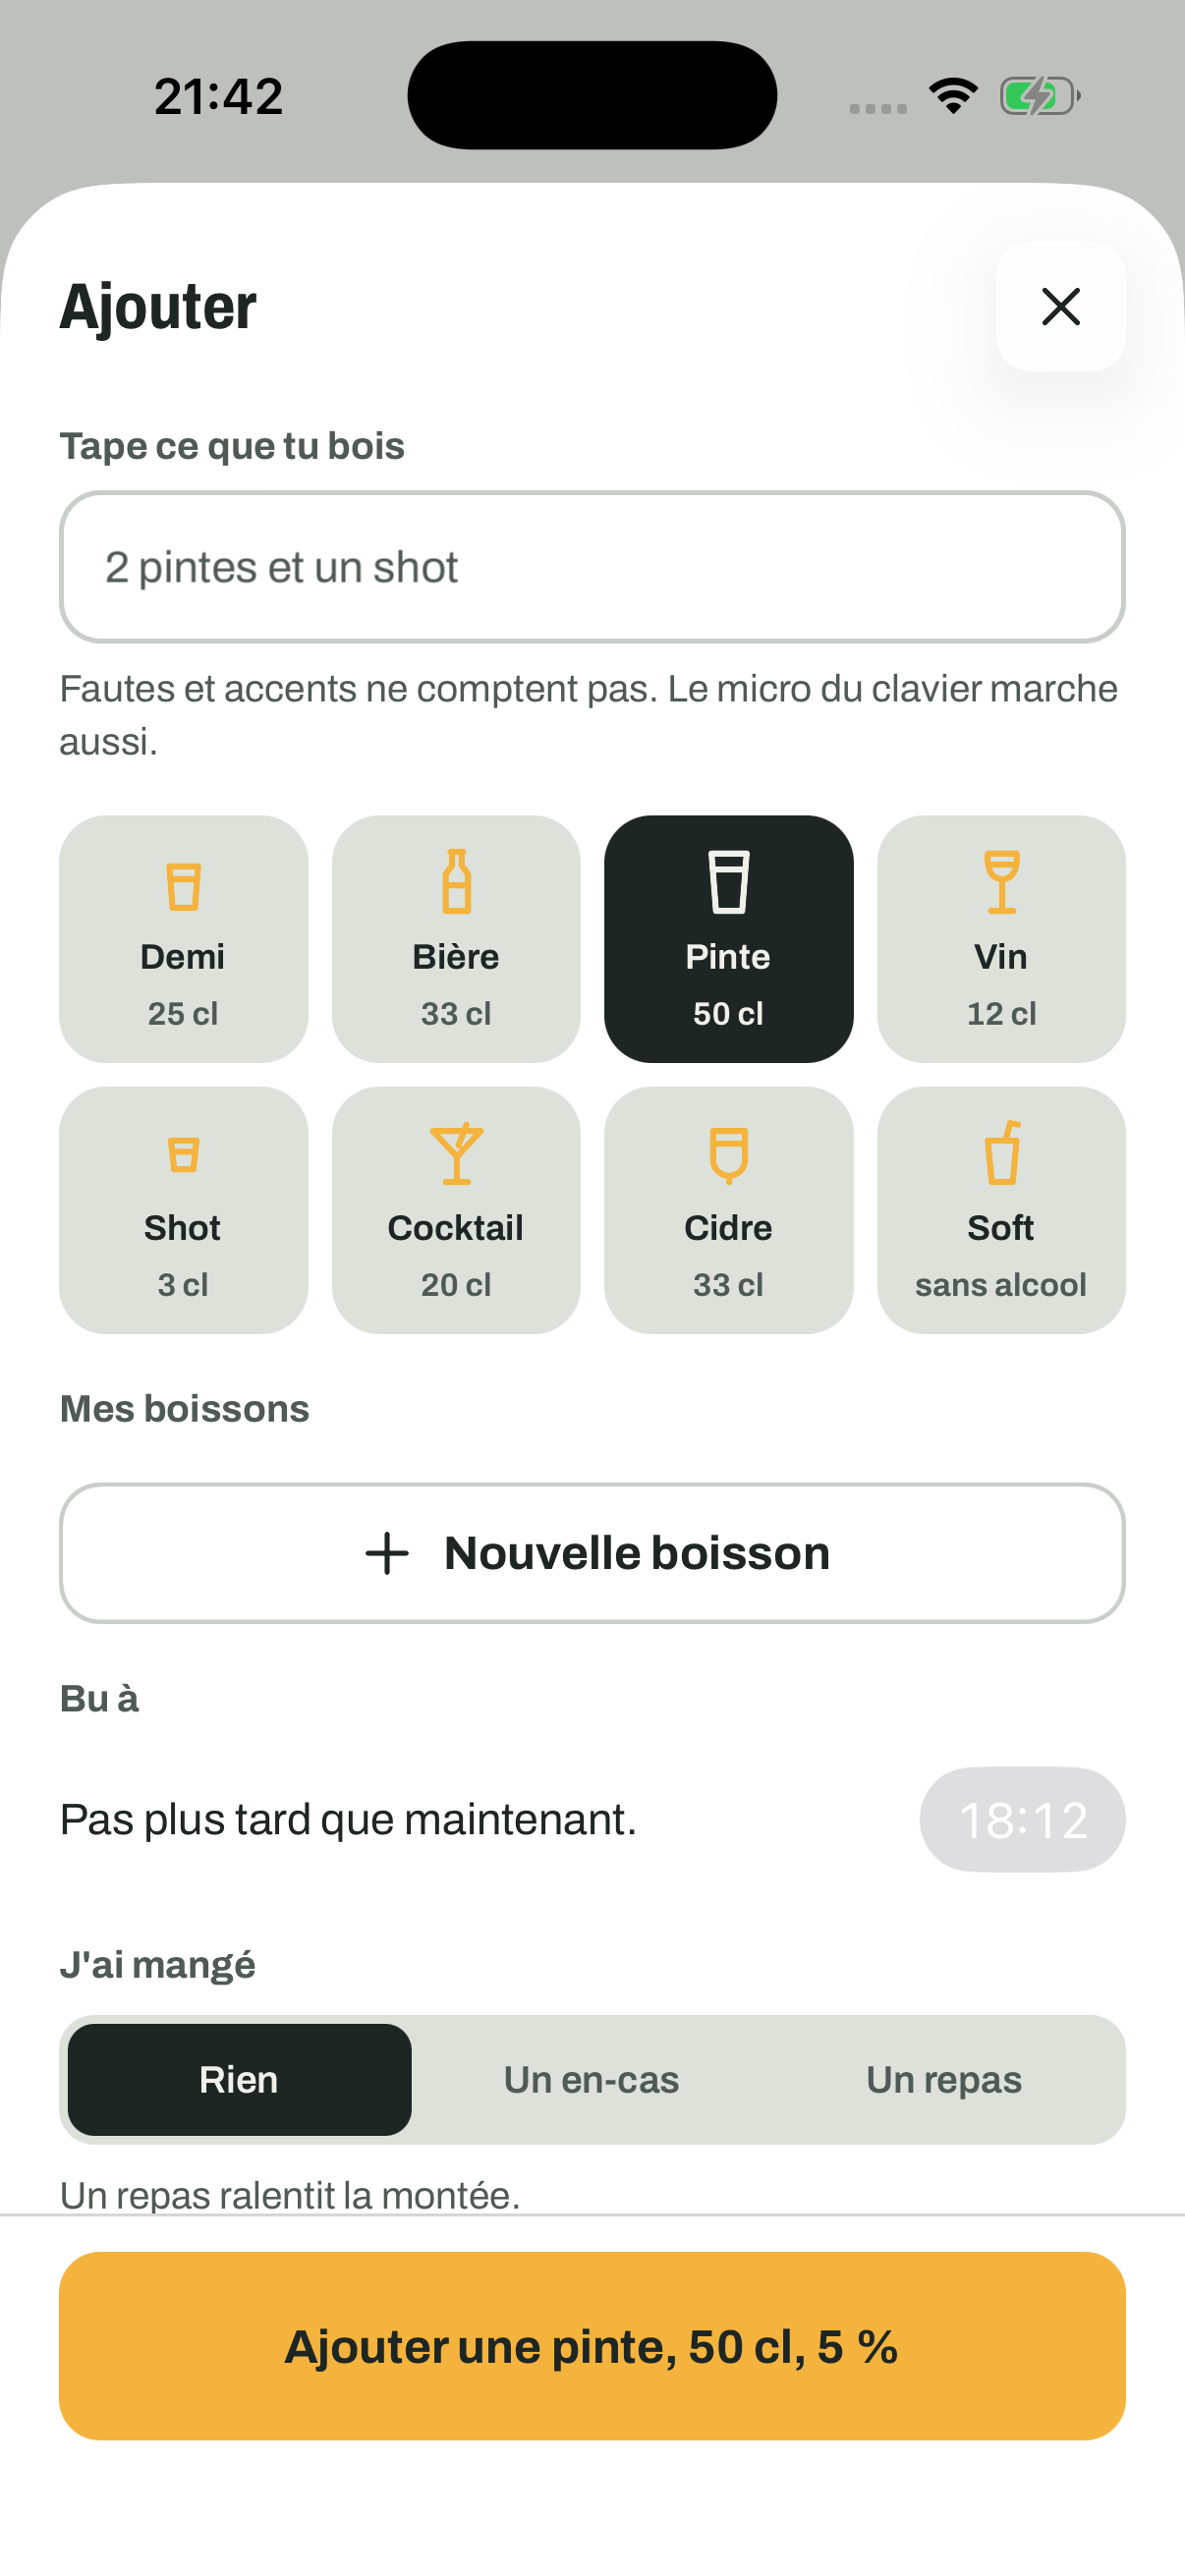 21:42
Ajouter
Tape ce que tu bois
2 pintes et un shot
Fautes et accents ne comptent pas. Le micro du clavier marche
aussi.
Demi
25 cl
Bière
33 cl
Pinte
50 cl
Vin
12 cl
Shot
3 cl
Cocktail
20 cl
Cidre
33 cl
Soft
sans alcool
Mes boissons
Nouvelle boisson
Bu à
Pas plus tard que maintenant.
18:12
J'ai mangé
Rien
Un en-cas
Un repas
Un repas ralentit la montée.
Ajouter une pinte, 50 cl, 5 %